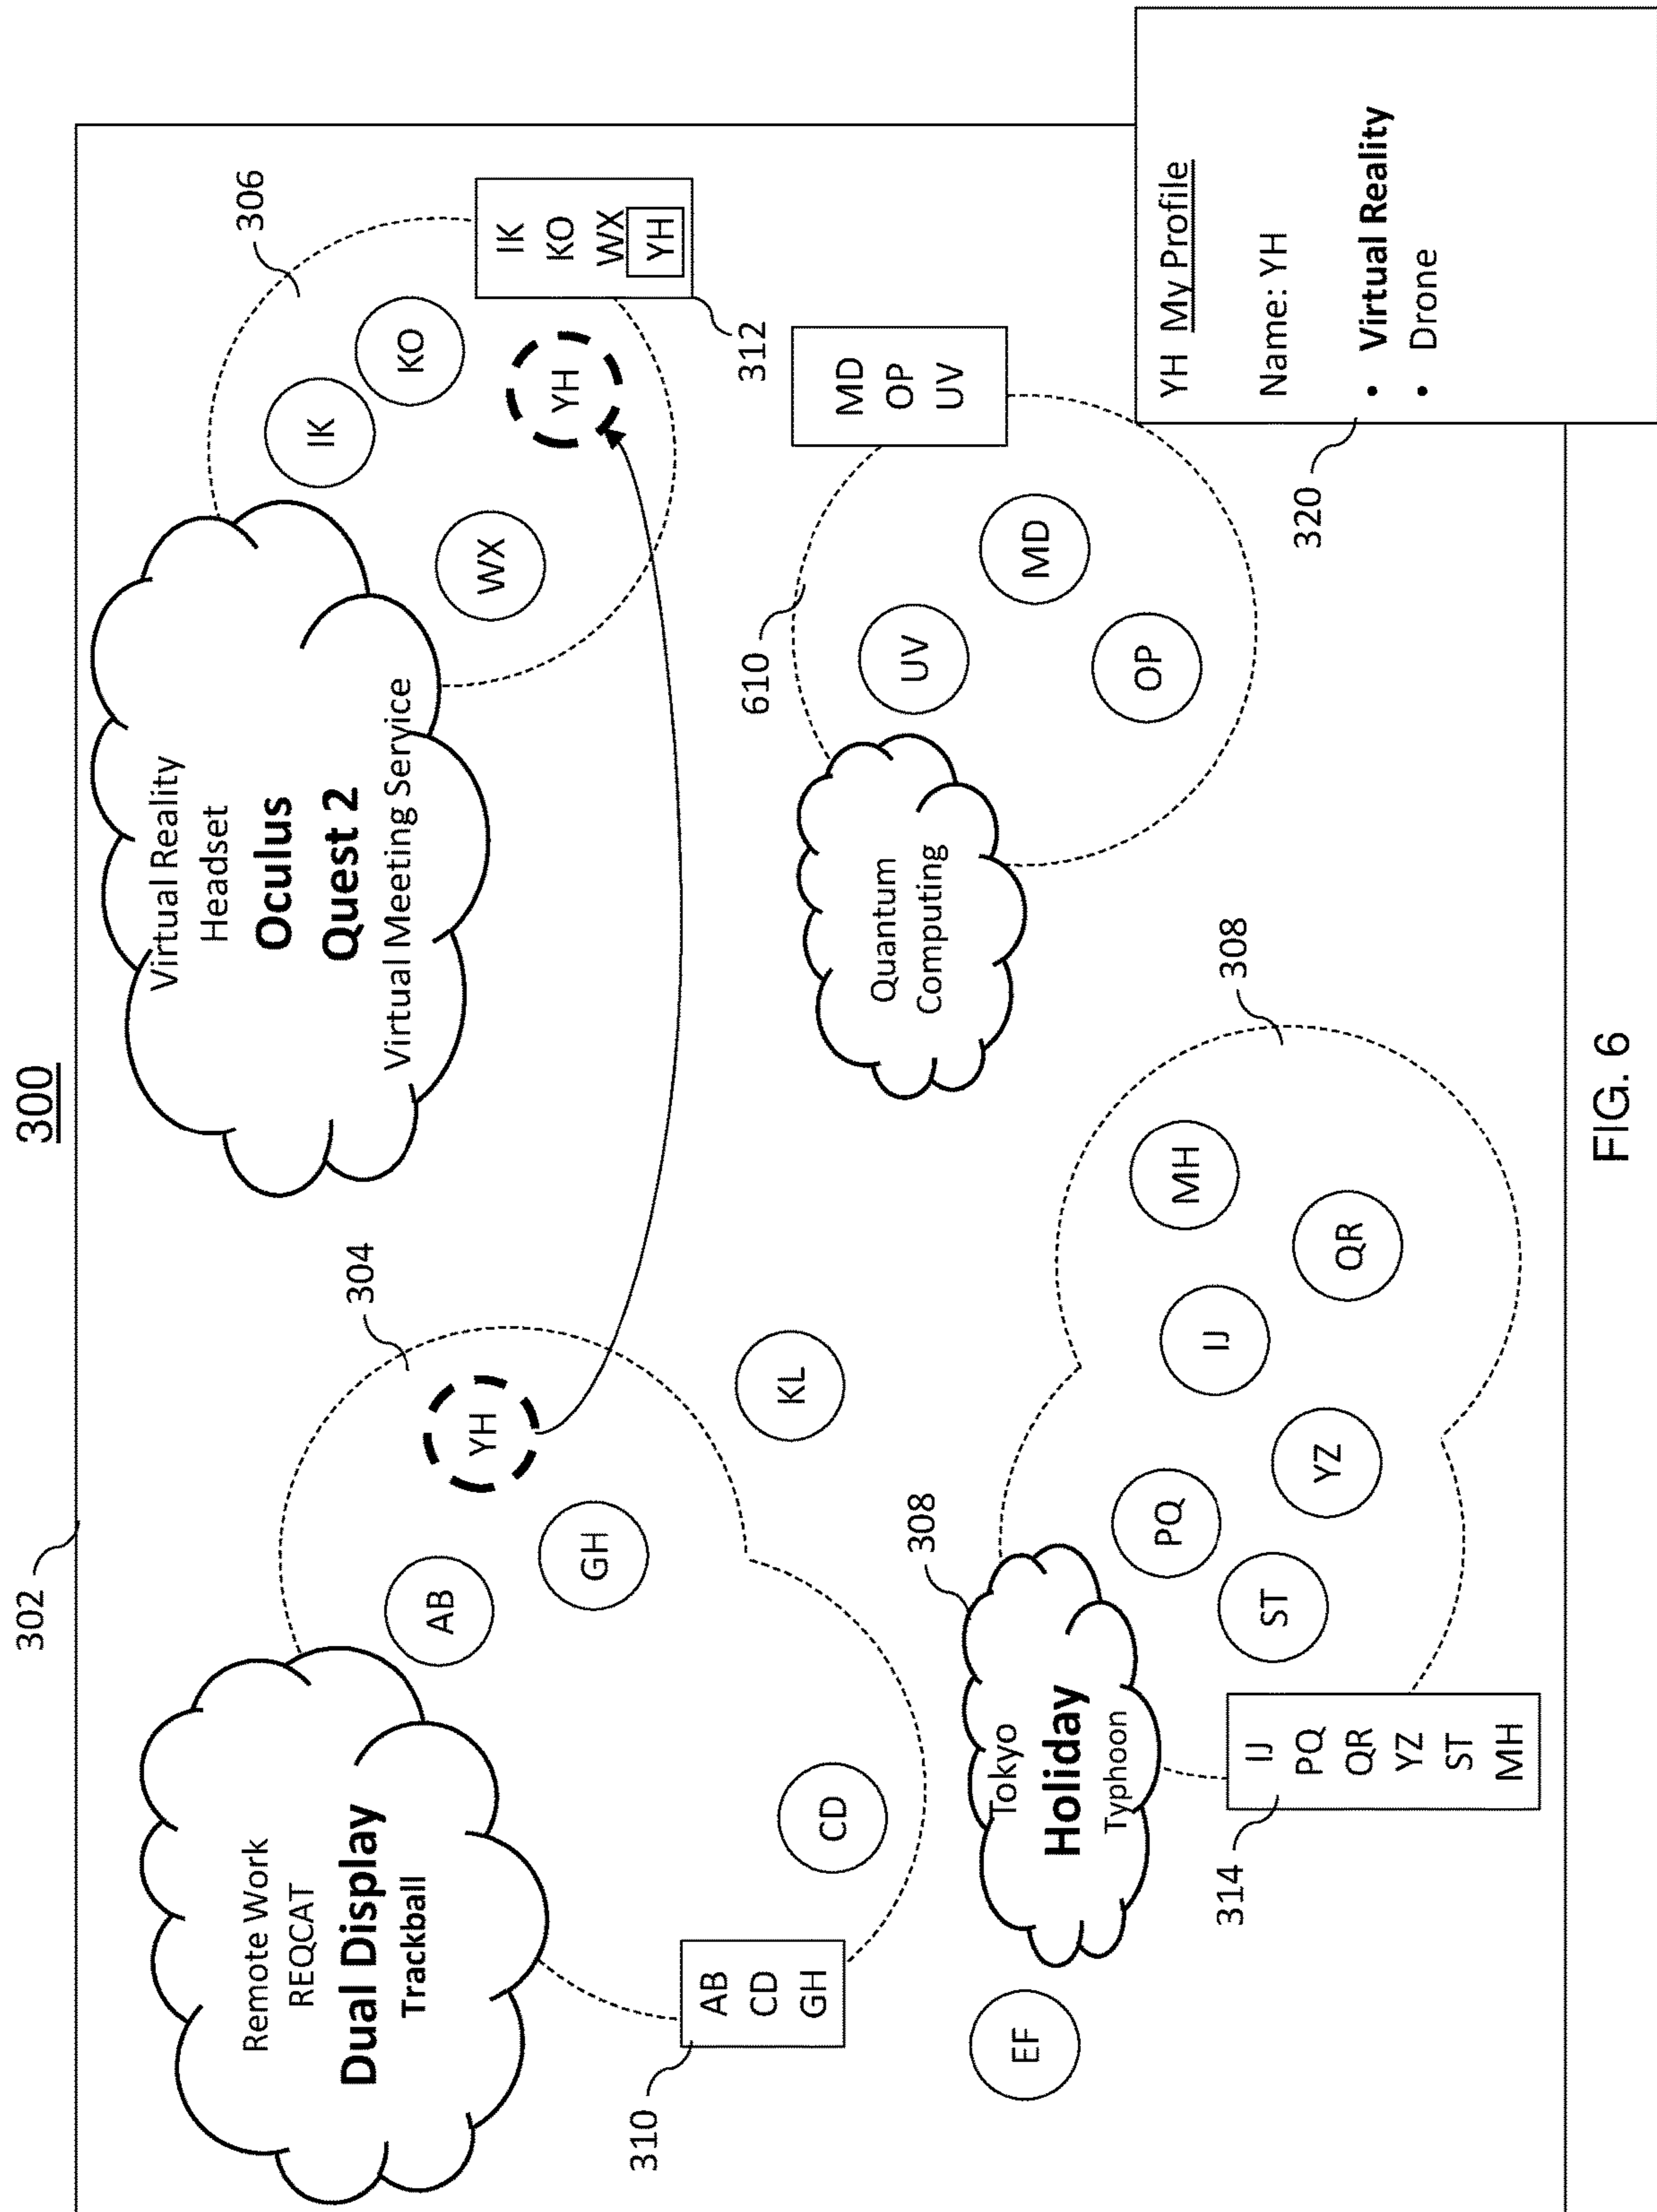 300
302
Remote Work
REQCAT
Dual Display
Trackball
304
AB
YH
GH
CD
310
AB
CD
GH
KL
Virtual Reality
Headset
Oculus
Quest 2
Virtual Meeting Service
306
IK
KO
WX
YH
IK
KO
WX
YH
312
EF
308
Tokyo
Holiday
Typhoon
314
IJ
PQ
QR
YZ
ST
MH
PQ
ST
YZ
IJ
MH
QR
308
Quantum
Computing
610
UV
MD
OP
MD
OP
UV
320
YH My Profile
Name: YH
• Virtual Reality
• Drone
FIG. 6